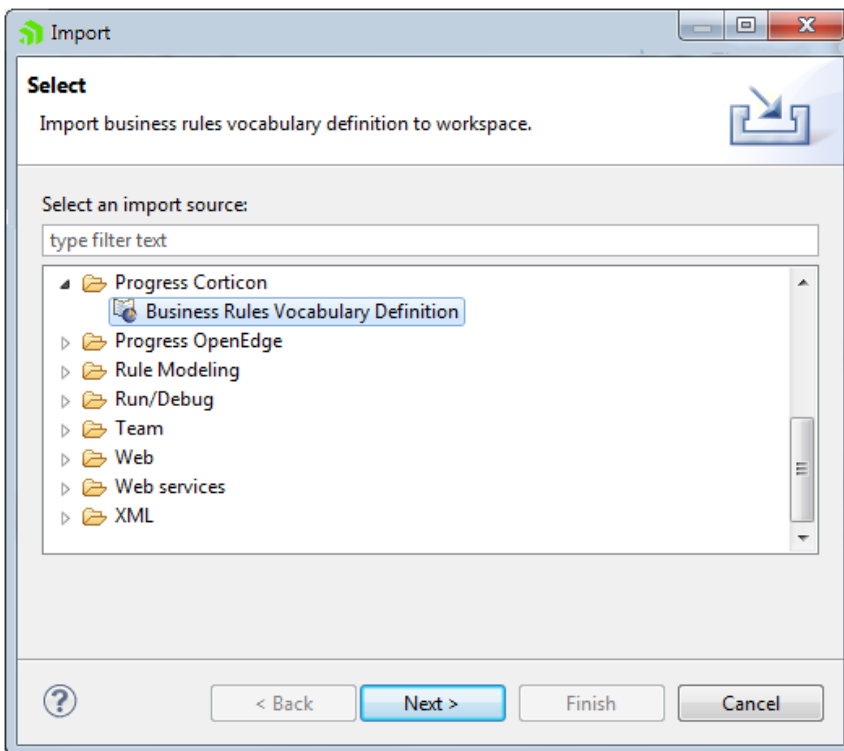 Import
Select
Import business rules vocabulary definition to workspace.
Select an import source:
type filter text
Progress Corticon
Business Rules Vocabulary Definition
Progress OpenEdge
Rule Modeling
Run/Debug
Team
Web
Web services
XML
? < Back Next > Finish Cancel